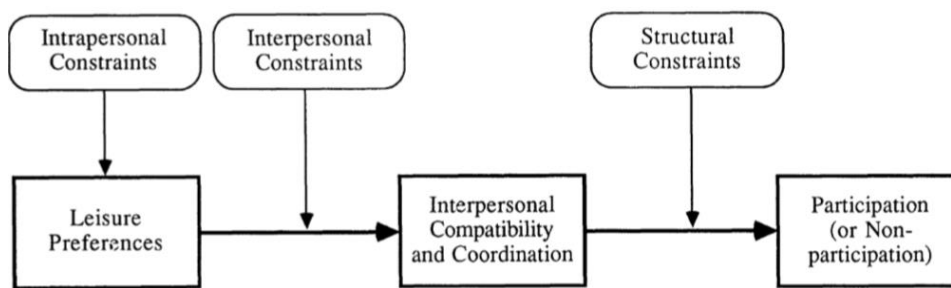 Intrapersonal
Constraints
Interpersonal
Constraints
Structural
Constraints
Leisure
Preferences
Interpersonal
Compatibility
and Coordination
Participation
(or Non-
participation)